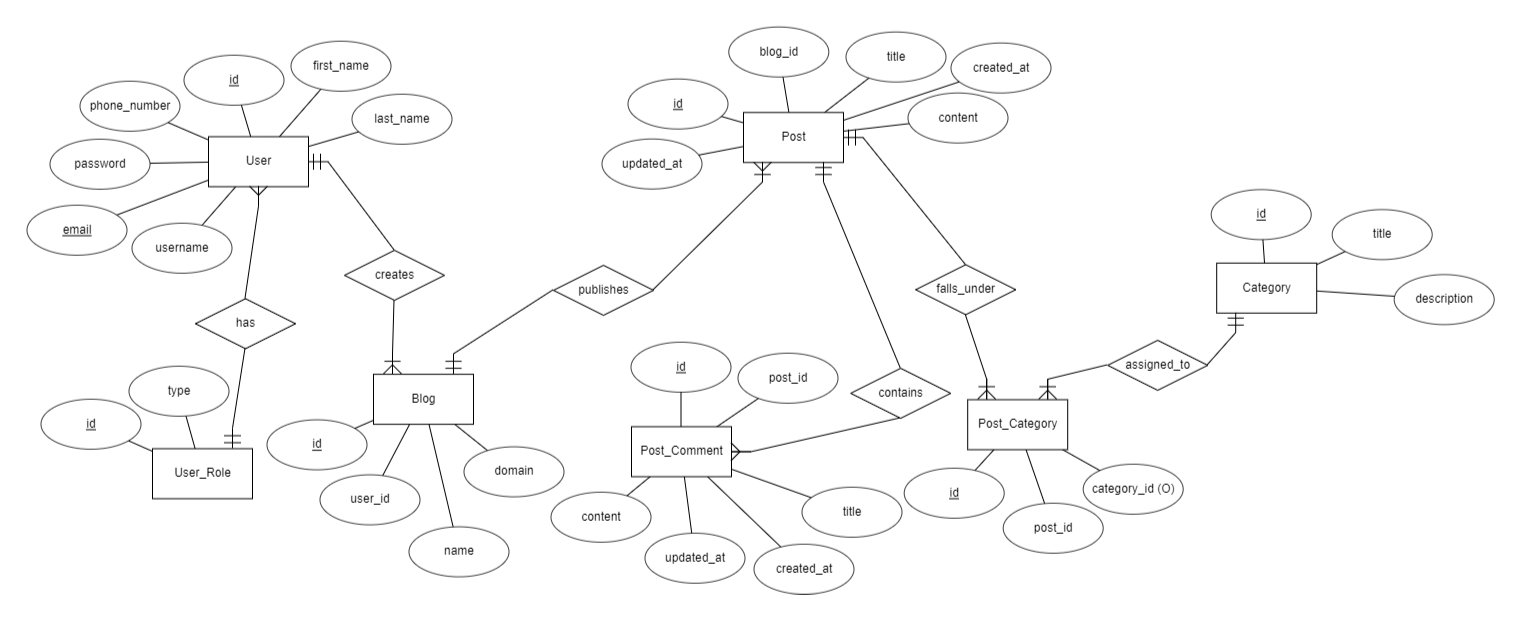 blog_id
title
first_name
created_at
id
phone_number
id
last_name
content
User
Post
password
updated_at
id
email
username
title
creates
publishes
falls_under
Category
description
has
id
assigned_to
post_id
type
contains
Blog
id
Post_Category
id
Post_Comment
User_Role
domain
id
category_id (O)
user_id
content
title
post_id
name
updated_at
created_at